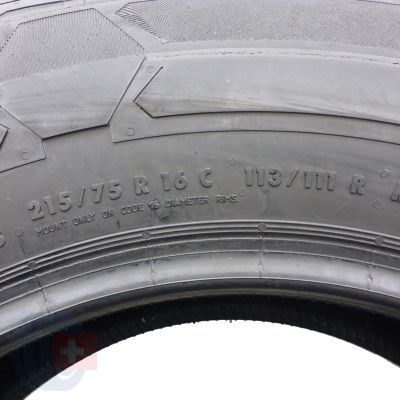 215/75 R 16 C 113/111 R
MOUNT ONLY ON CODE 16 DIAMETER RIMS.